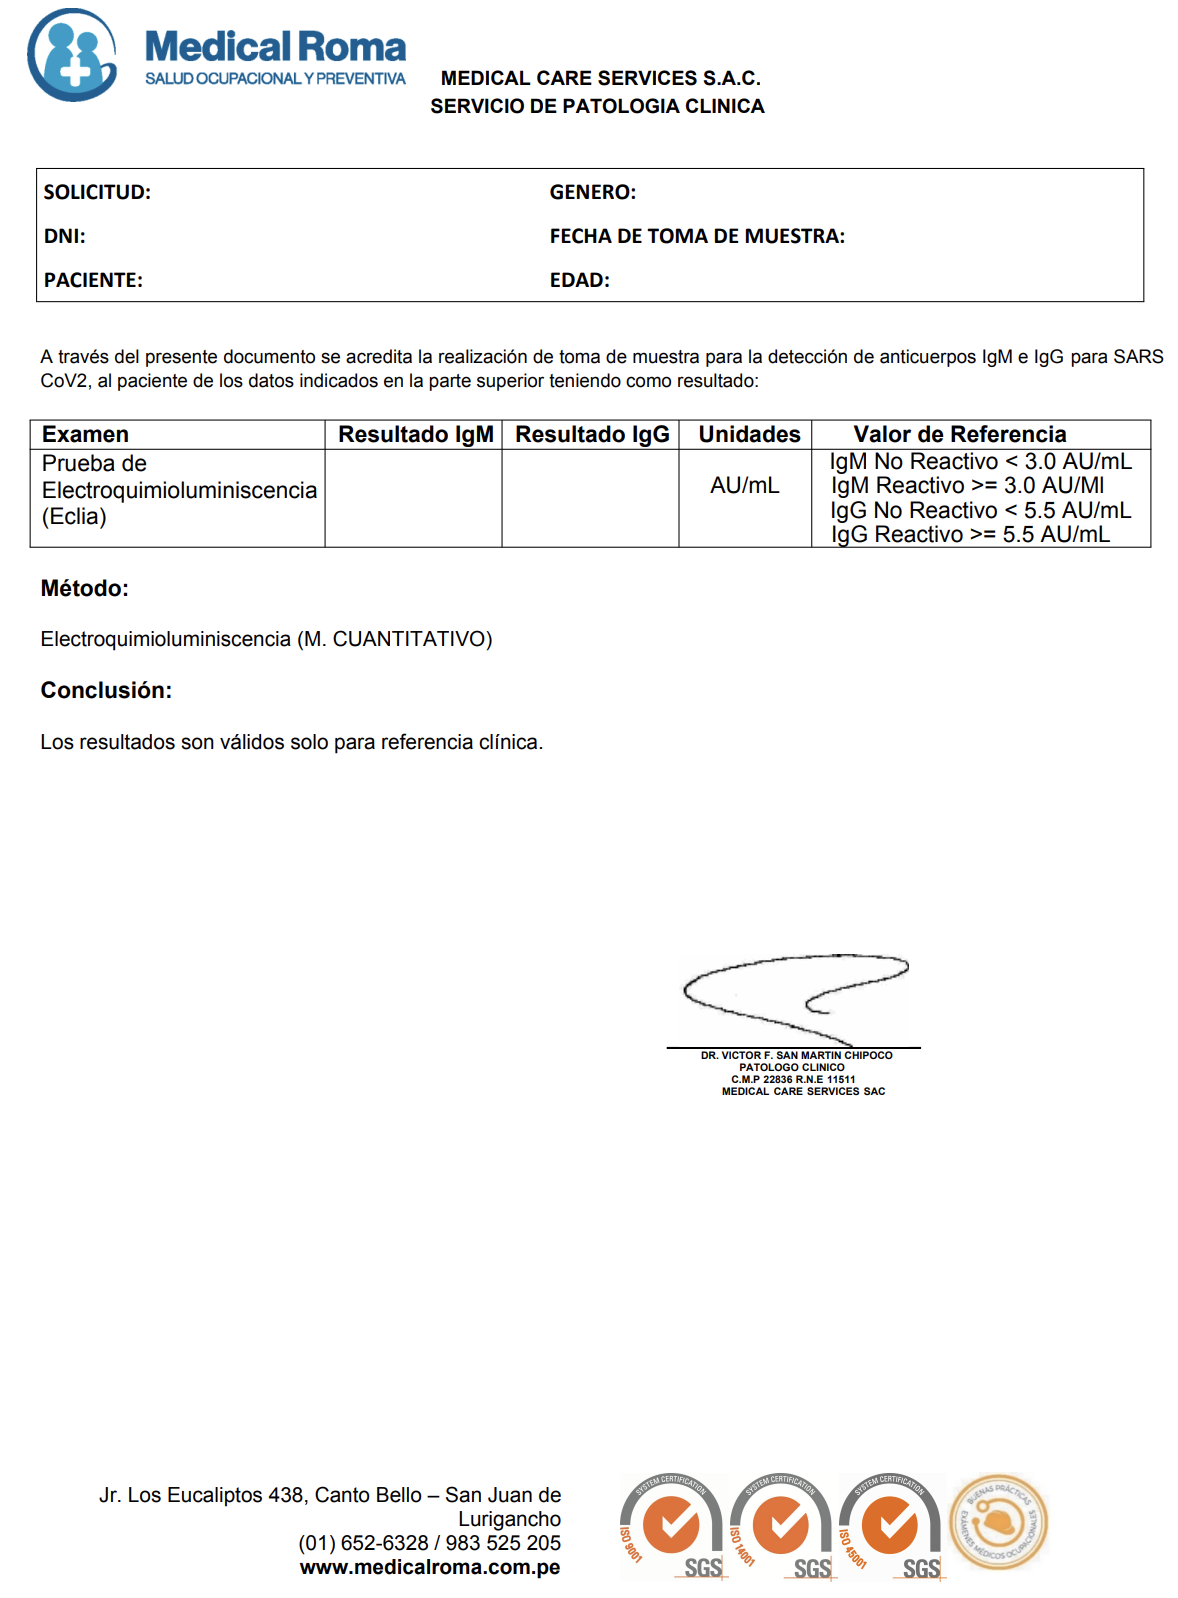 Medical Roma
SALUD OCUPACIONAL Y PREVENTIVA
MEDICAL CARE SERVICES S.A.C.
SERVICIO DE PATOLOGIA CLINICA
SOLICITUD: GENERO:
DNI: FECHA DE TOMA DE MUESTRA:
PACIENTE: EDAD:
A través del presente documento se acredita la realización de toma de muestra para la detección de anticuerpos IgM e IgG para SARS
CoV2, al paciente de los datos indicados en la parte superior teniendo como resultado:
Examen Resultado IgM Resultado IgG Unidades Valor de Referencia
Prueba de
Electroquimioluminiscencia
(Eclia)
AU/mL
IgM No Reactivo < 3.0 AU/mL
IgM Reactivo >= 3.0 AU/Ml
IgG No Reactivo < 5.5 AU/mL
IgG Reactivo >= 5.5 AU/mL
Método:
Electroquimioluminiscencia (M. CUANTITATIVO)
Conclusión:
Los resultados son válidos solo para referencia clínica.
DR. VICTOR F. SAN MARTIN CHIPOCO
PATOLOGO CLINICO
C.M.P 22836 R.N.E 11511
MEDICAL CARE SERVICES SAC
Jr. Los Eucaliptos 438, Canto Bello – San Juan de
Lurigancho
(01) 652-6328 / 983 525 205
www.medicalroma.com.pe
SYSTEM CERTIFICATION
ISO 9001
SGS
SYSTEM CERTIFICATION
ISO 14001
SGS
SYSTEM CERTIFICATION
ISO 45001
SGS
BUENAS PRÁCTICAS
EXÁMENES MÉDICOS OCUPACIONALES